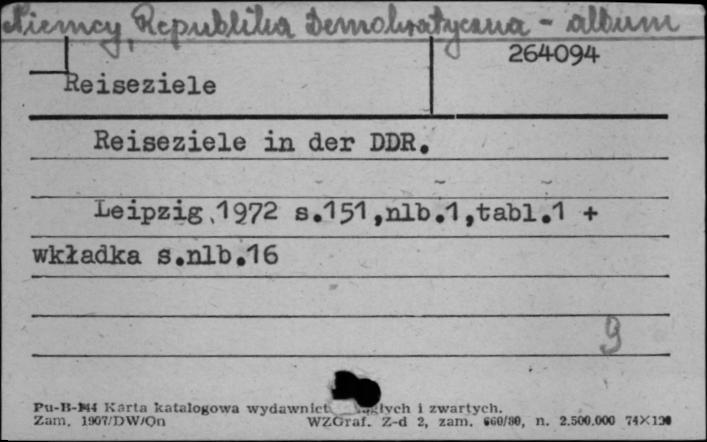 Niemcy, Republika Demokratyczna - album
264094
Reiseziele
Reiseziele in der DDR.
Leipzig,1972 s.151,nlb.1,tabl.1 +
wkładka s.nlb.16
9
Pu-B-144 Karta katalogowa wydawnict ciągłych i zwartych.
Zam. 1907/DW/Qn WZGraf. Z-d 2, zam. 660/80, n. 2.500.000 74×120